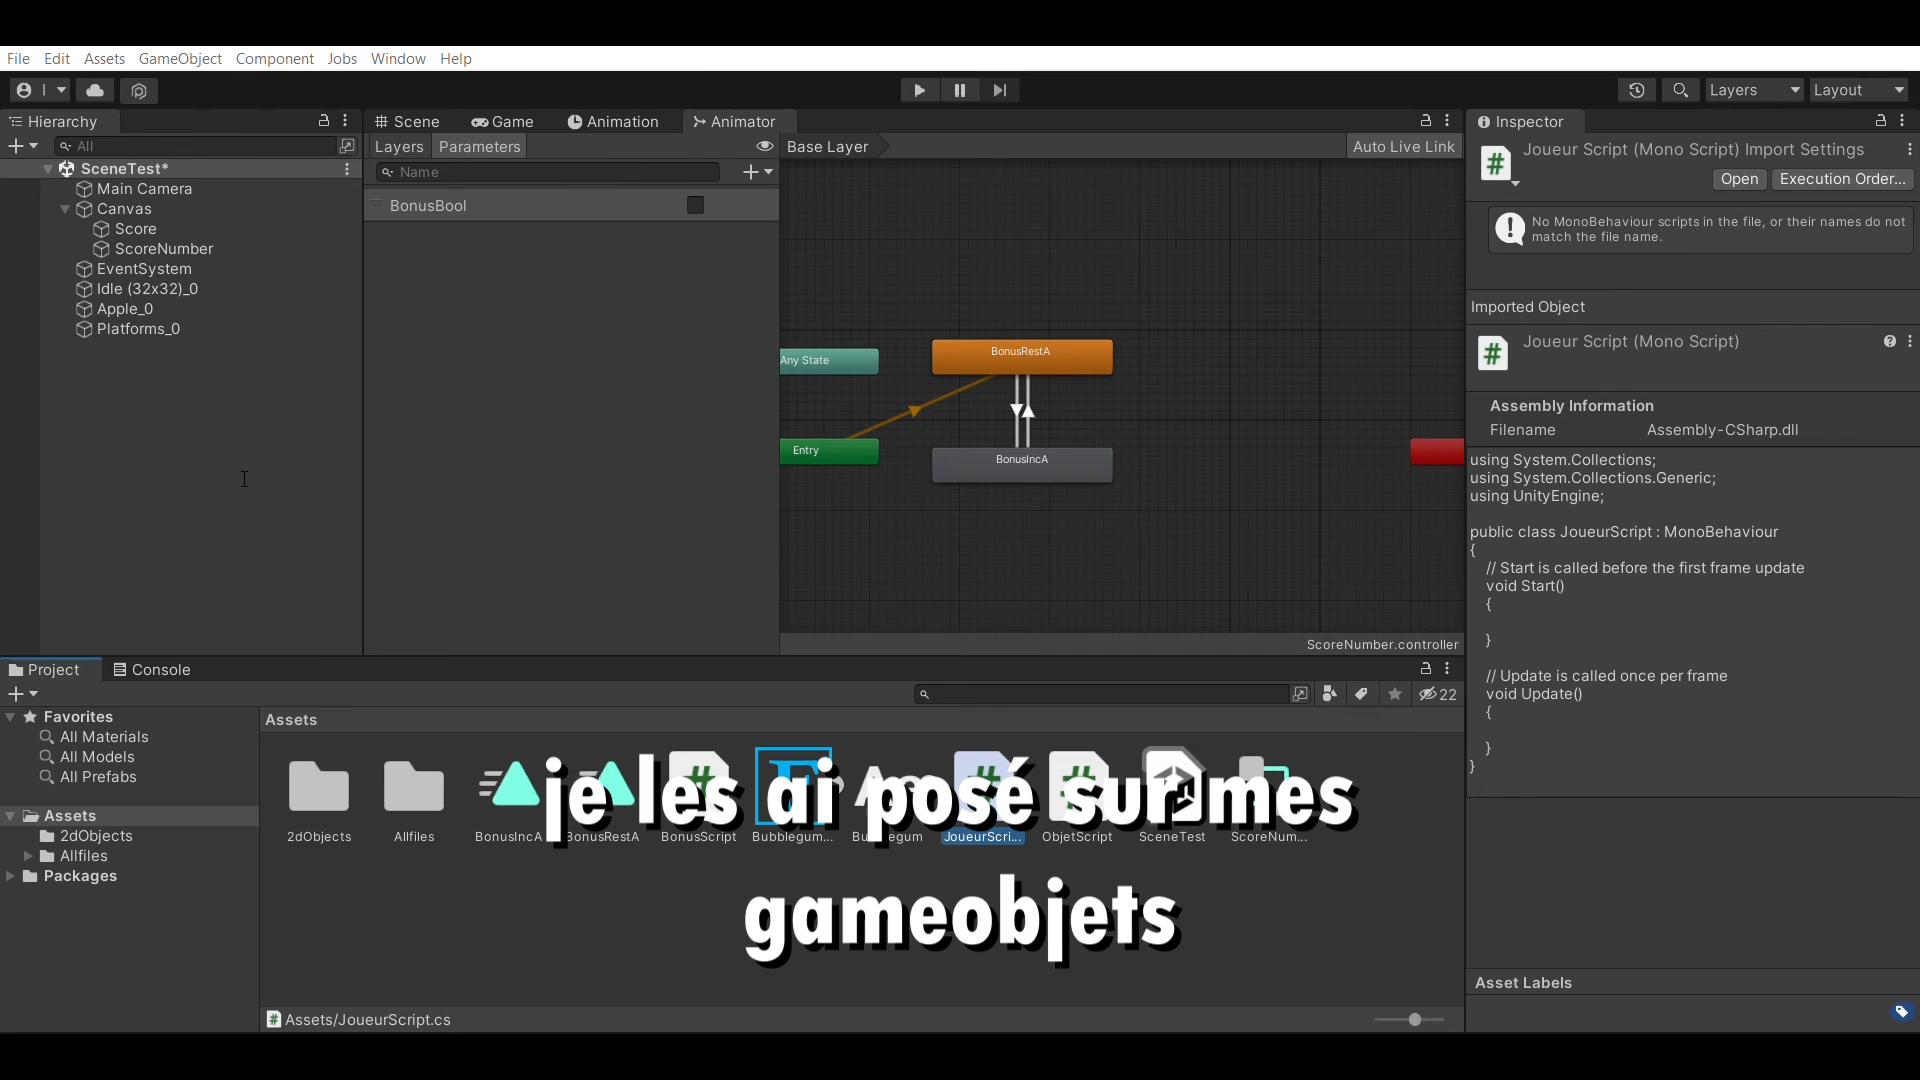 File Edit Assets GameObject Component Jobs Window Help
Layers Layout
Hierarchy
All
SceneTest*
Main Camera
Canvas
Score
ScoreNumber
EventSystem
Idle (32x32)_0
Apple_0
Platforms_0
Scene Game Animation Animator
Layers Parameters Base Layer Auto Live Link
Name
BonusBool
Any State
BonusRestA
Entry
BonusIncA
ScoreNumber.controller
Inspector
Joueur Script (Mono Script) Import Settings
Open Execution Order...
No MonoBehaviour scripts in the file, or their names do not
match the file name.
Imported Object
Joueur Script (Mono Script)
Assembly Information
Filename Assembly-CSharp.dll
using System.Collections;
using System.Collections.Generic;
using UnityEngine;
public class JoueurScript : MonoBehaviour
{
// Start is called before the first frame update
void Start()
{
}
// Update is called once per frame
void Update()
{
}
}
Asset Labels
Project Console
22
Favorites
All Materials
All Models
All Prefabs
Assets
2dObjects
Allfiles
Packages
Assets
2dObjects Allfiles BonusIncA BonusRestA BonusScript Bubblegum... JoueurScri... ObjetScript SceneTest ScoreNum...
je les ai posé sur mes
gameobjets
Assets/JoueurScript.cs